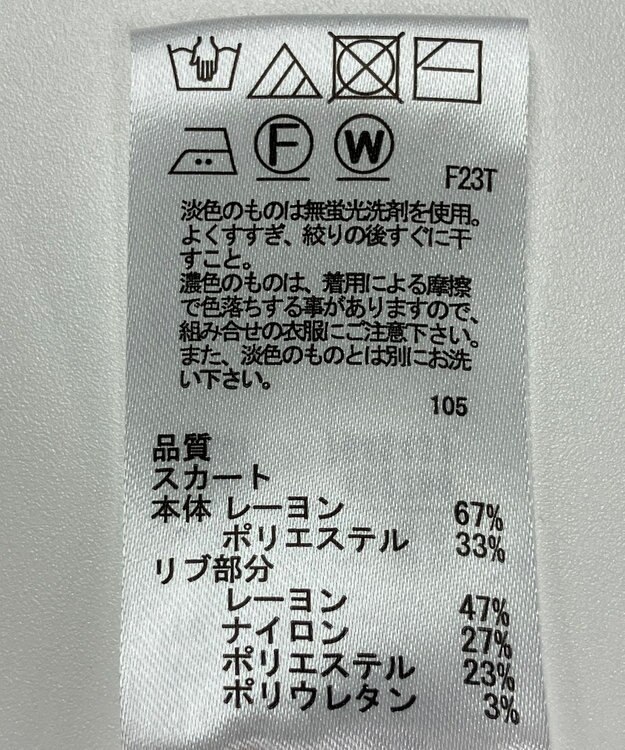 F W
F23T
淡色のものは無蛍光洗剤を使用。
よくすすぎ、絞りの後すぐに干
すこと。
濃色のものは、着用による摩擦
で色落ちする事がありますので、
組み合せの衣服にご注意下さい。
また、淡色のものとは別にお洗
い下さい。
105
品質
スカート
本体 レーヨン 67%
ポリエステル 33%
リブ部分
レーヨン 47%
ナイロン 27%
ポリエステル 23%
ポリウレタン 3%